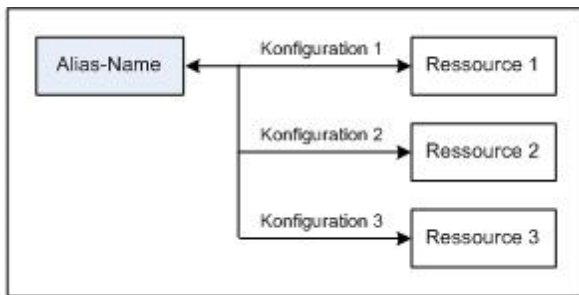 Alias-Name
Konfiguration 1
Ressource 1
Konfiguration 2
Ressource 2
Konfiguration 3
Ressource 3